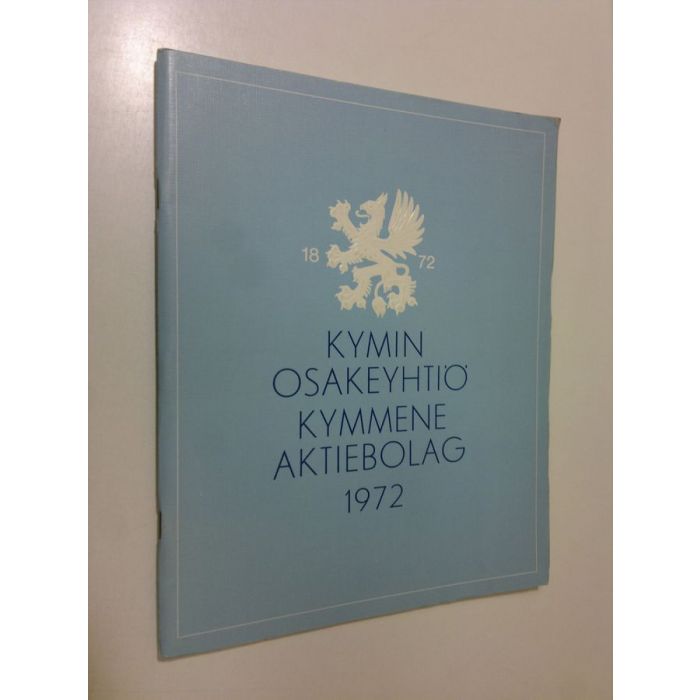 18 72
KYMIN
OSAKEYHTIÖ
KYMMENE
AKTIEBOLAG
1972